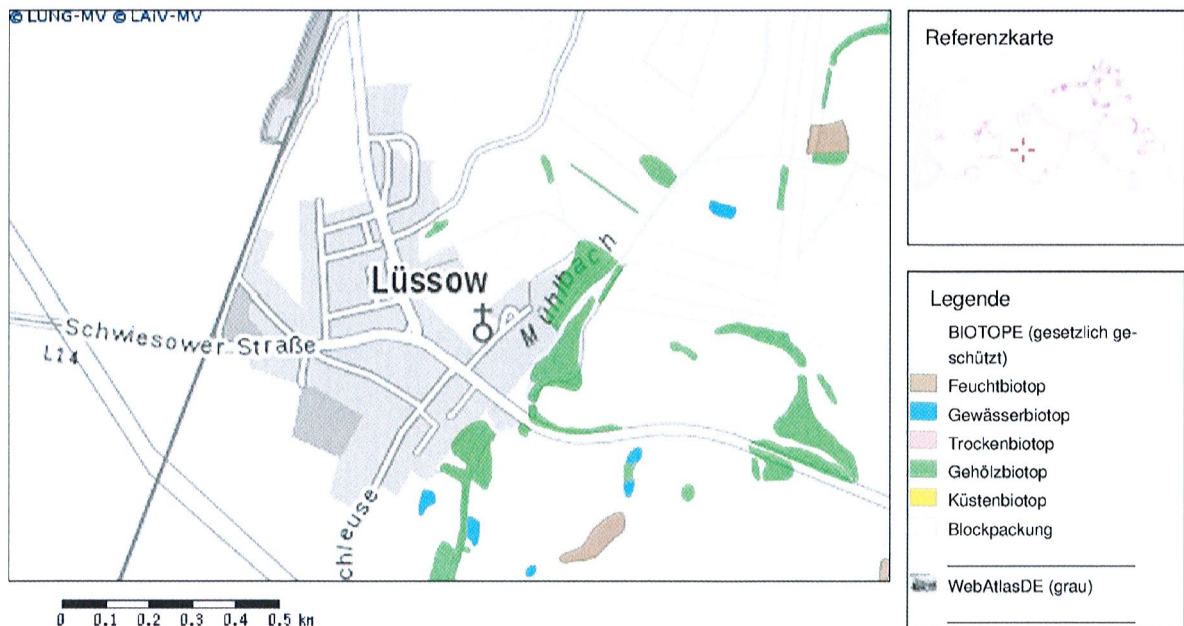 © LUNG-MV © LAIV-MV
Lüssow
Mühlbach
Schwiesower-Straße
L14
chleuse
0 0.1 0.2 0.3 0.4 0.5 km
Referenzkarte
Legende
BIOTOPE (gesetzlich ge-
schützt)
Feuchtbiotop
Gewässerbiotop
Trockenbiotop
Gehölzbiotop
Küstenbiotop
Blockpackung
WebAtlasDE (grau)